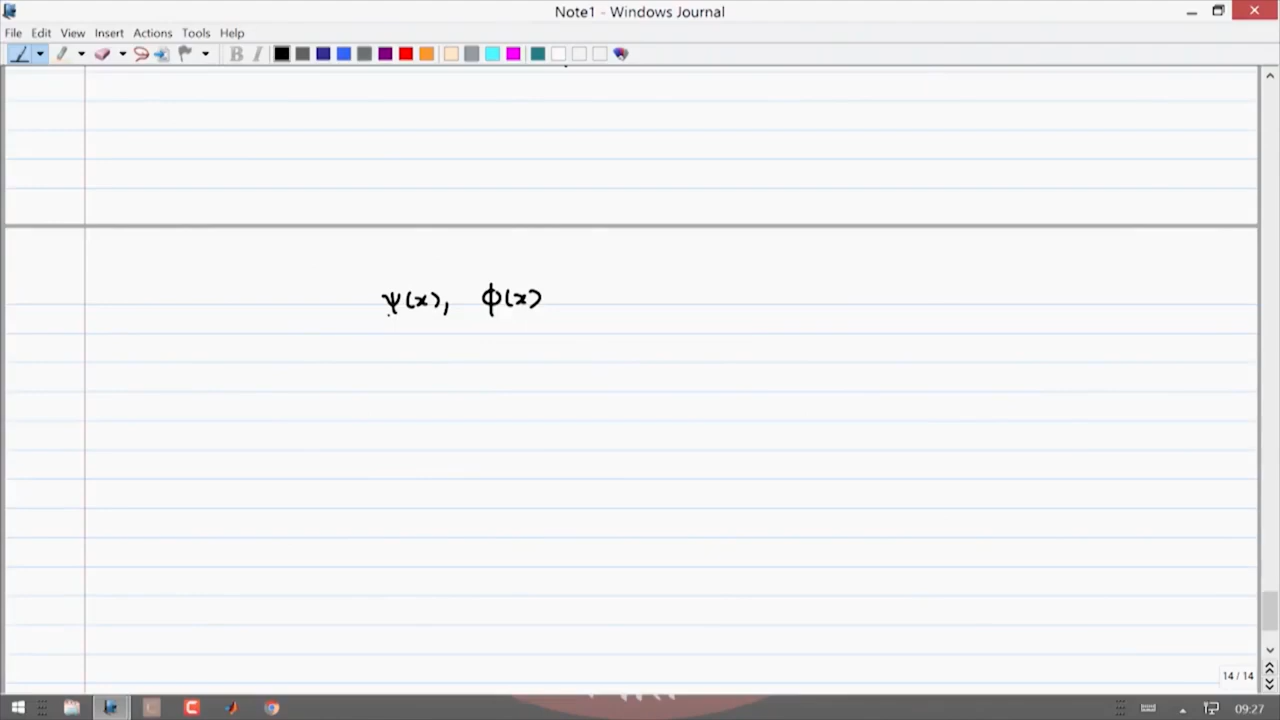 Note1 - Windows Journal
File Edit View Insert Actions Tools Help
B I
ψ(x), φ(x)
14 / 14
09:27